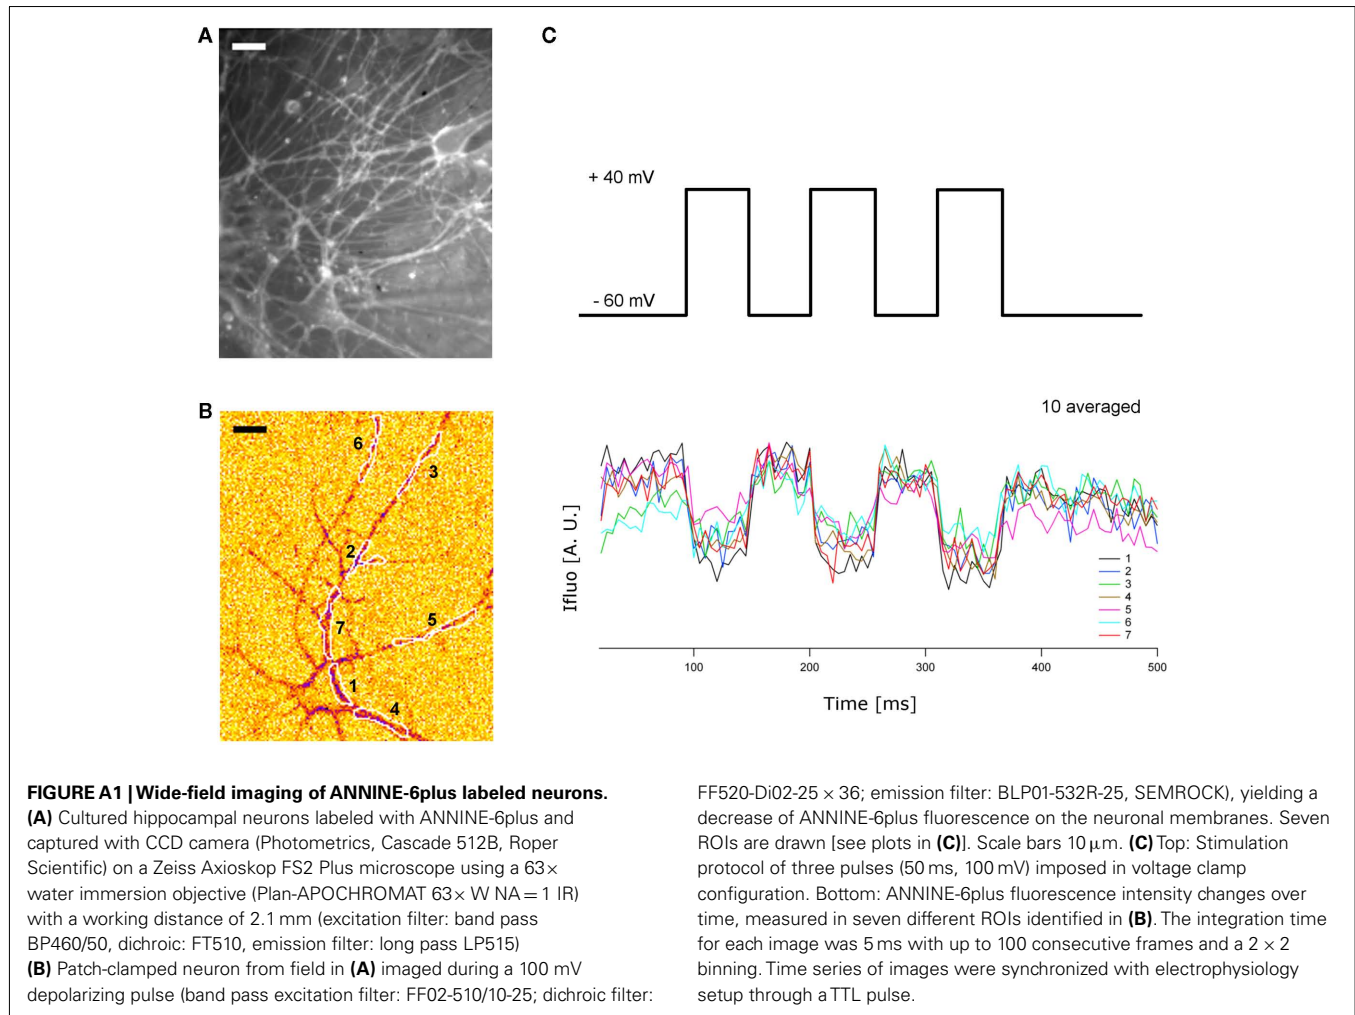 A
C
+ 40 mV
- 60 mV
B
6
3
2
5
7
1
4
10 averaged
Ifluo [A. U.]
1
2
3
4
5
6
7
100
200
300
400
500
Time [ms]
FIGURE A1 | Wide-field imaging of ANNINE-6plus labeled neurons.
(A) Cultured hippocampal neurons labeled with ANNINE-6plus and
captured with CCD camera (Photometrics, Cascade 512B, Roper
Scientific) on a Zeiss Axioskop FS2 Plus microscope using a 63×
water immersion objective (Plan-APOCHROMAT 63× W NA = 1 IR)
with a working distance of 2.1 mm (excitation filter: band pass
BP460/50, dichroic: FT510, emission filter: long pass LP515)
(B) Patch-clamped neuron from field in (A) imaged during a 100 mV
depolarizing pulse (band pass excitation filter: FF02-510/10-25; dichroic filter:
FF520-Di02-25 × 36; emission filter: BLP01-532R-25, SEMROCK), yielding a
decrease of ANNINE-6plus fluorescence on the neuronal membranes. Seven
ROIs are drawn [see plots in (C)]. Scale bars 10 μm. (C) Top: Stimulation
protocol of three pulses (50 ms, 100 mV) imposed in voltage clamp
configuration. Bottom: ANNINE-6plus fluorescence intensity changes over
time, measured in seven different ROIs identified in (B). The integration time
for each image was 5 ms with up to 100 consecutive frames and a 2 × 2
binning. Time series of images were synchronized with electrophysiology
setup through a TTL pulse.